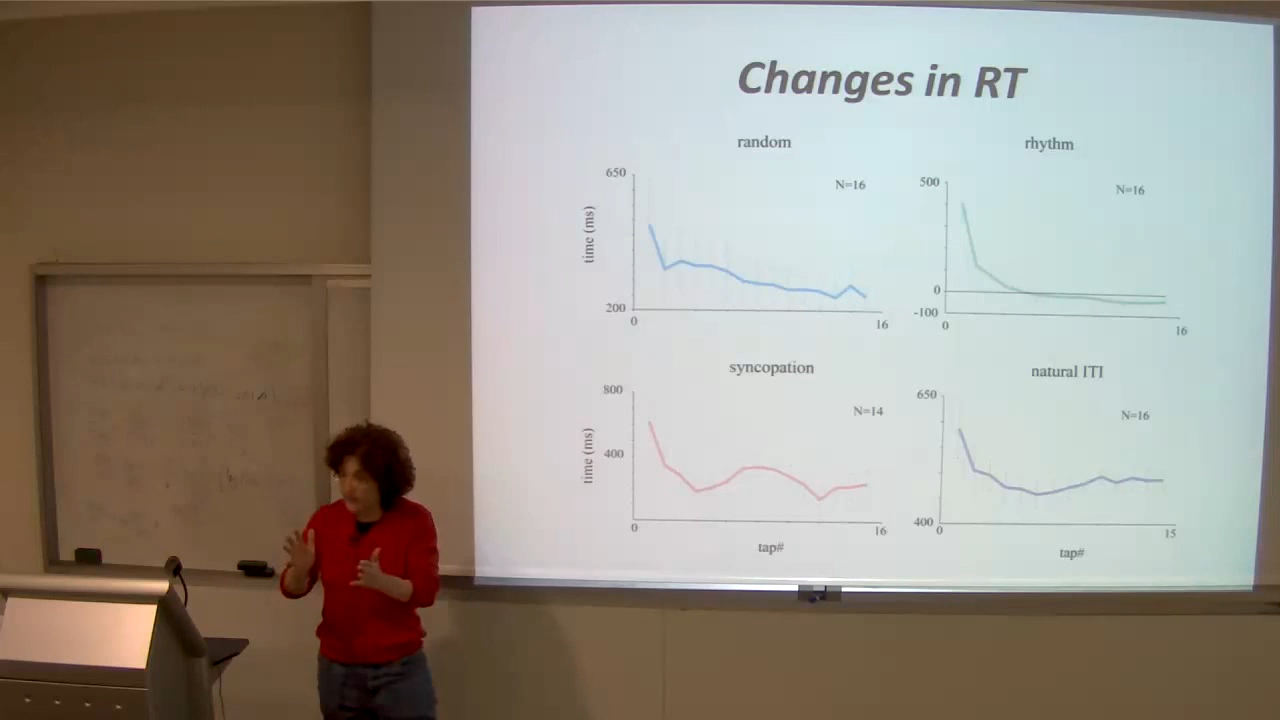 Changes in RT
random
650
N=16
time (ms)
200
0
16
rhythm
500
N=16
0
-100
0
16
syncopation
800
N=14
400
time (ms)
0
16
tap#
natural ITI
650
N=16
400
0
15
tap#